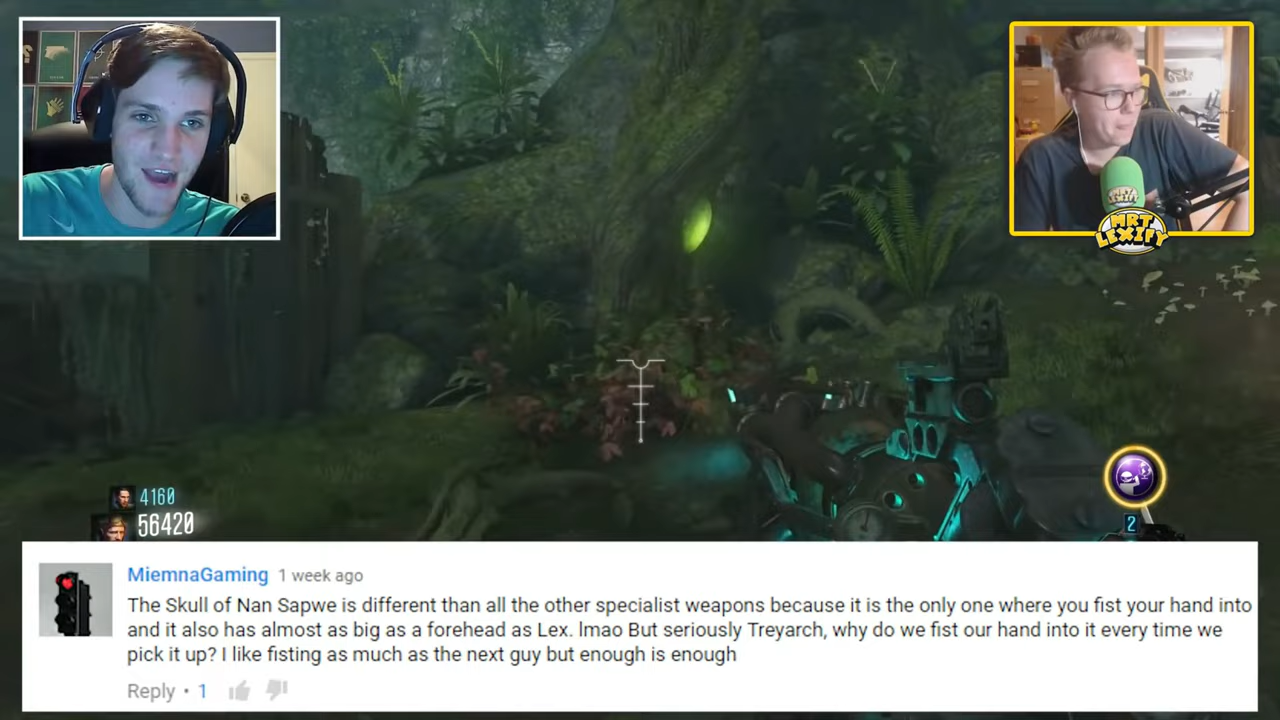 MRT
LEXIFY
4160
56420
2
MiemnaGaming 1 week ago
The Skull of Nan Sapwe is different than all the other specialist weapons because it is the only one where you fist your hand into
and it also has almost as big as a forehead as Lex. lmao But seriously Treyarch, why do we fist our hand into it every time we
pick it up? I like fisting as much as the next guy but enough is enough
Reply • 1